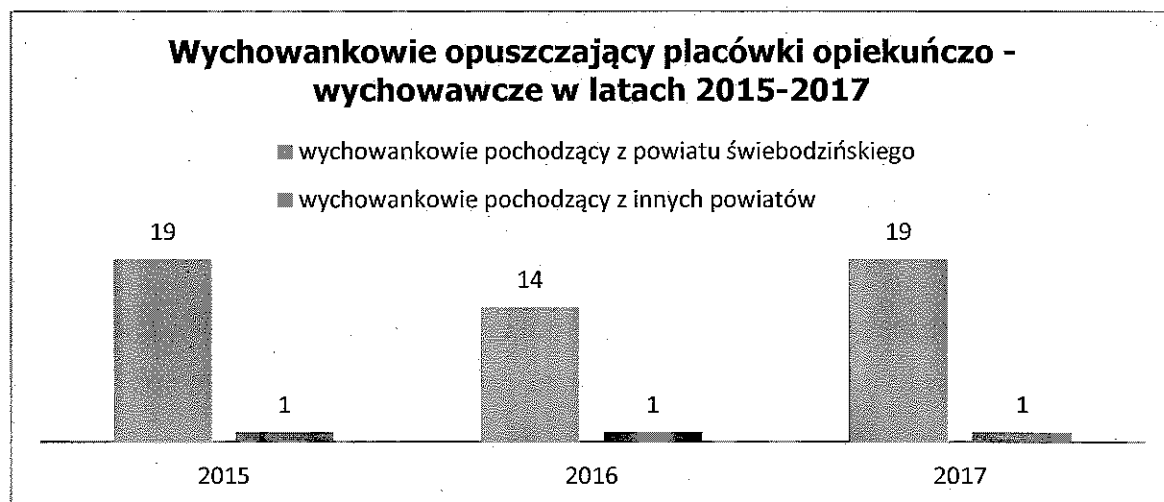 Wychowankowie opuszczający placówki opiekuńczo -
wychowawcze w latach 2015-2017
wychowankowie pochodzący z powiatu świebodzińskiego
wychowankowie pochodzący z innych powiatów
19
1
14
1
19
1
2015
2016
2017